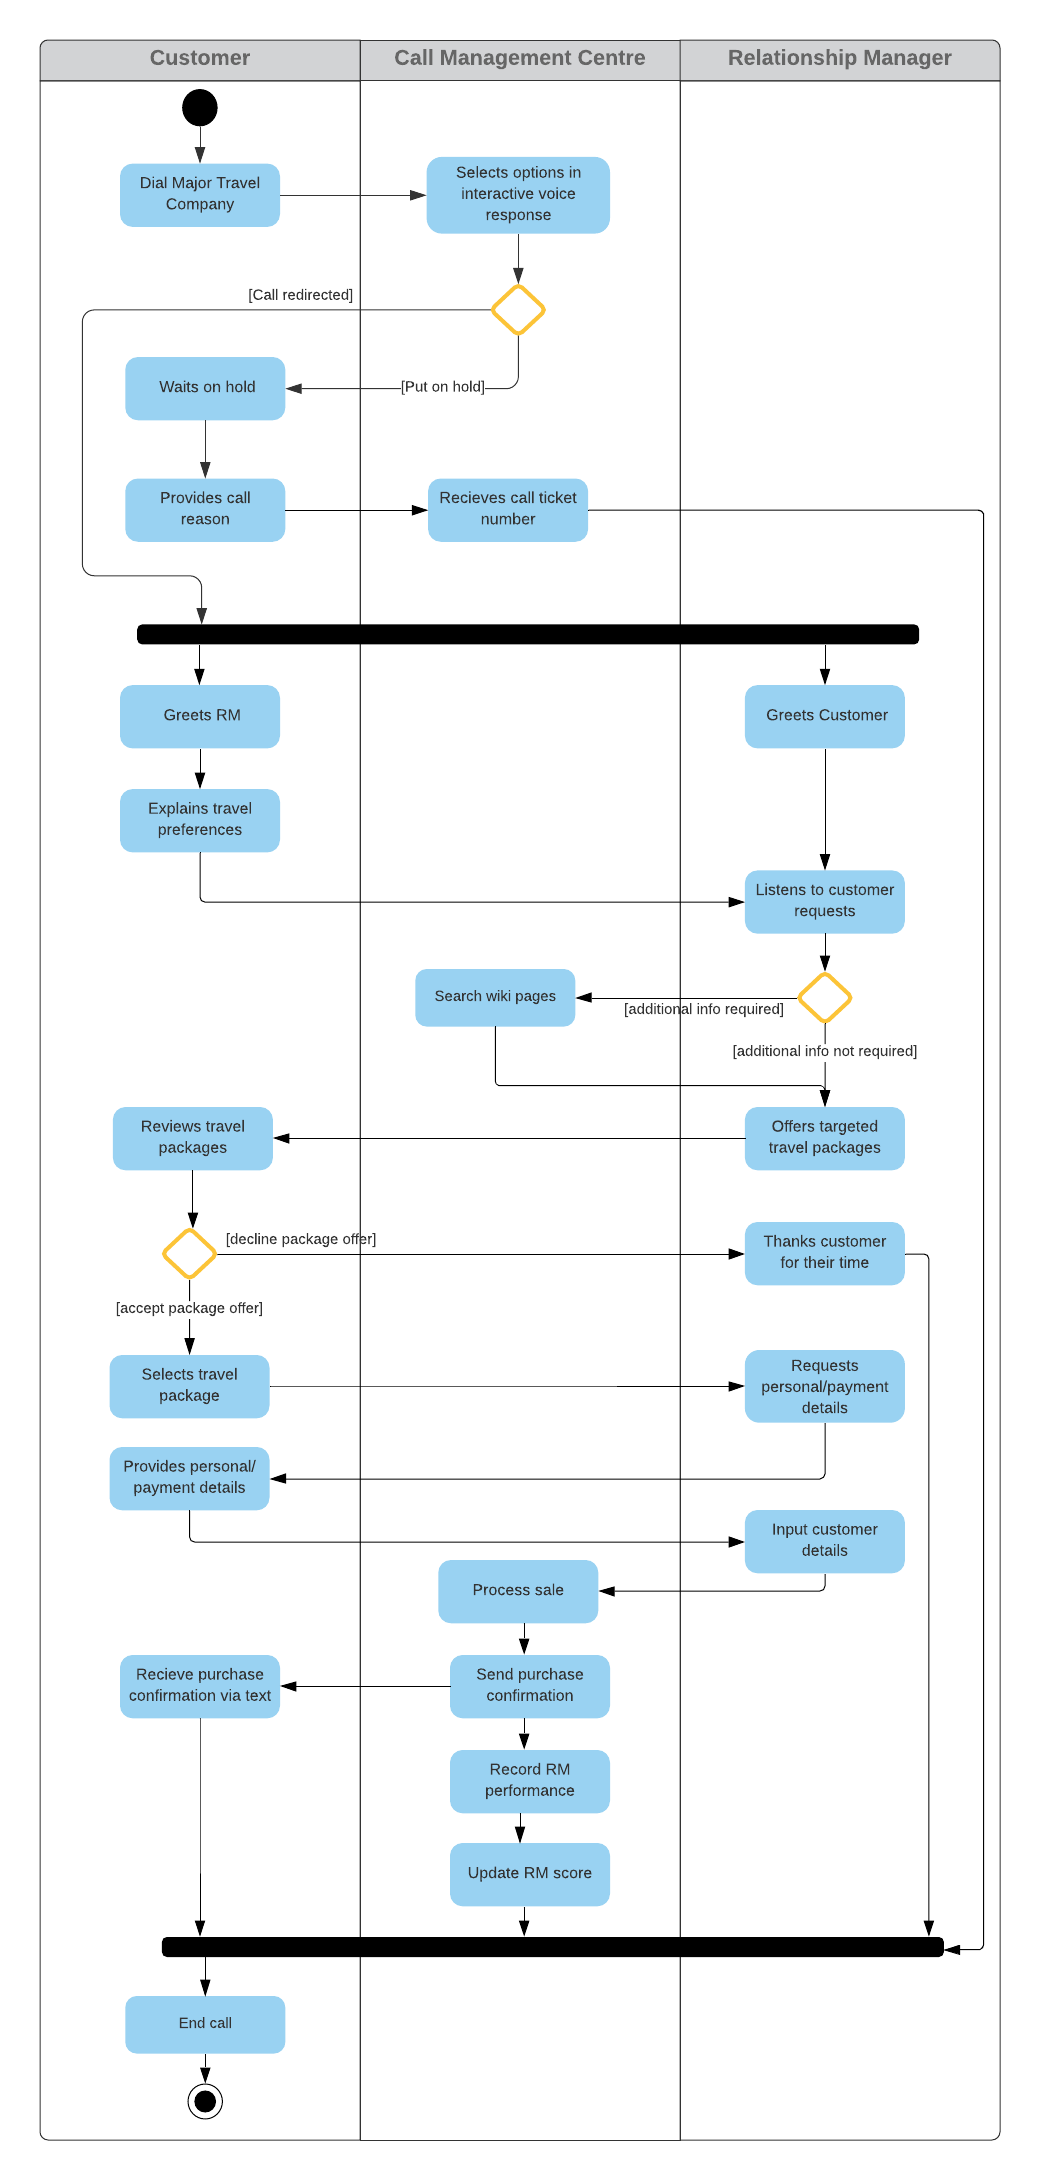 Customer
Call Management Centre
Relationship Manager
Dial Major Travel
Company
Selects options in
interactive voice
response
[Call redirected]
Waits on hold
[Put on hold]
Provides call
reason
Recieves call ticket
number
Greets RM
Greets Customer
Explains travel
preferences
Listens to customer
requests
Search wiki pages
[additional info required]
[additional info not required]
Reviews travel
packages
Offers targeted
travel packages
[decline package offer]
Thanks customer
for their time
[accept package offer]
Selects travel
package
Requests
personal/payment
details
Provides personal/
payment details
Input customer
details
Process sale
Recieve purchase
confirmation via text
Send purchase
confirmation
Record RM
performance
Update RM score
End call